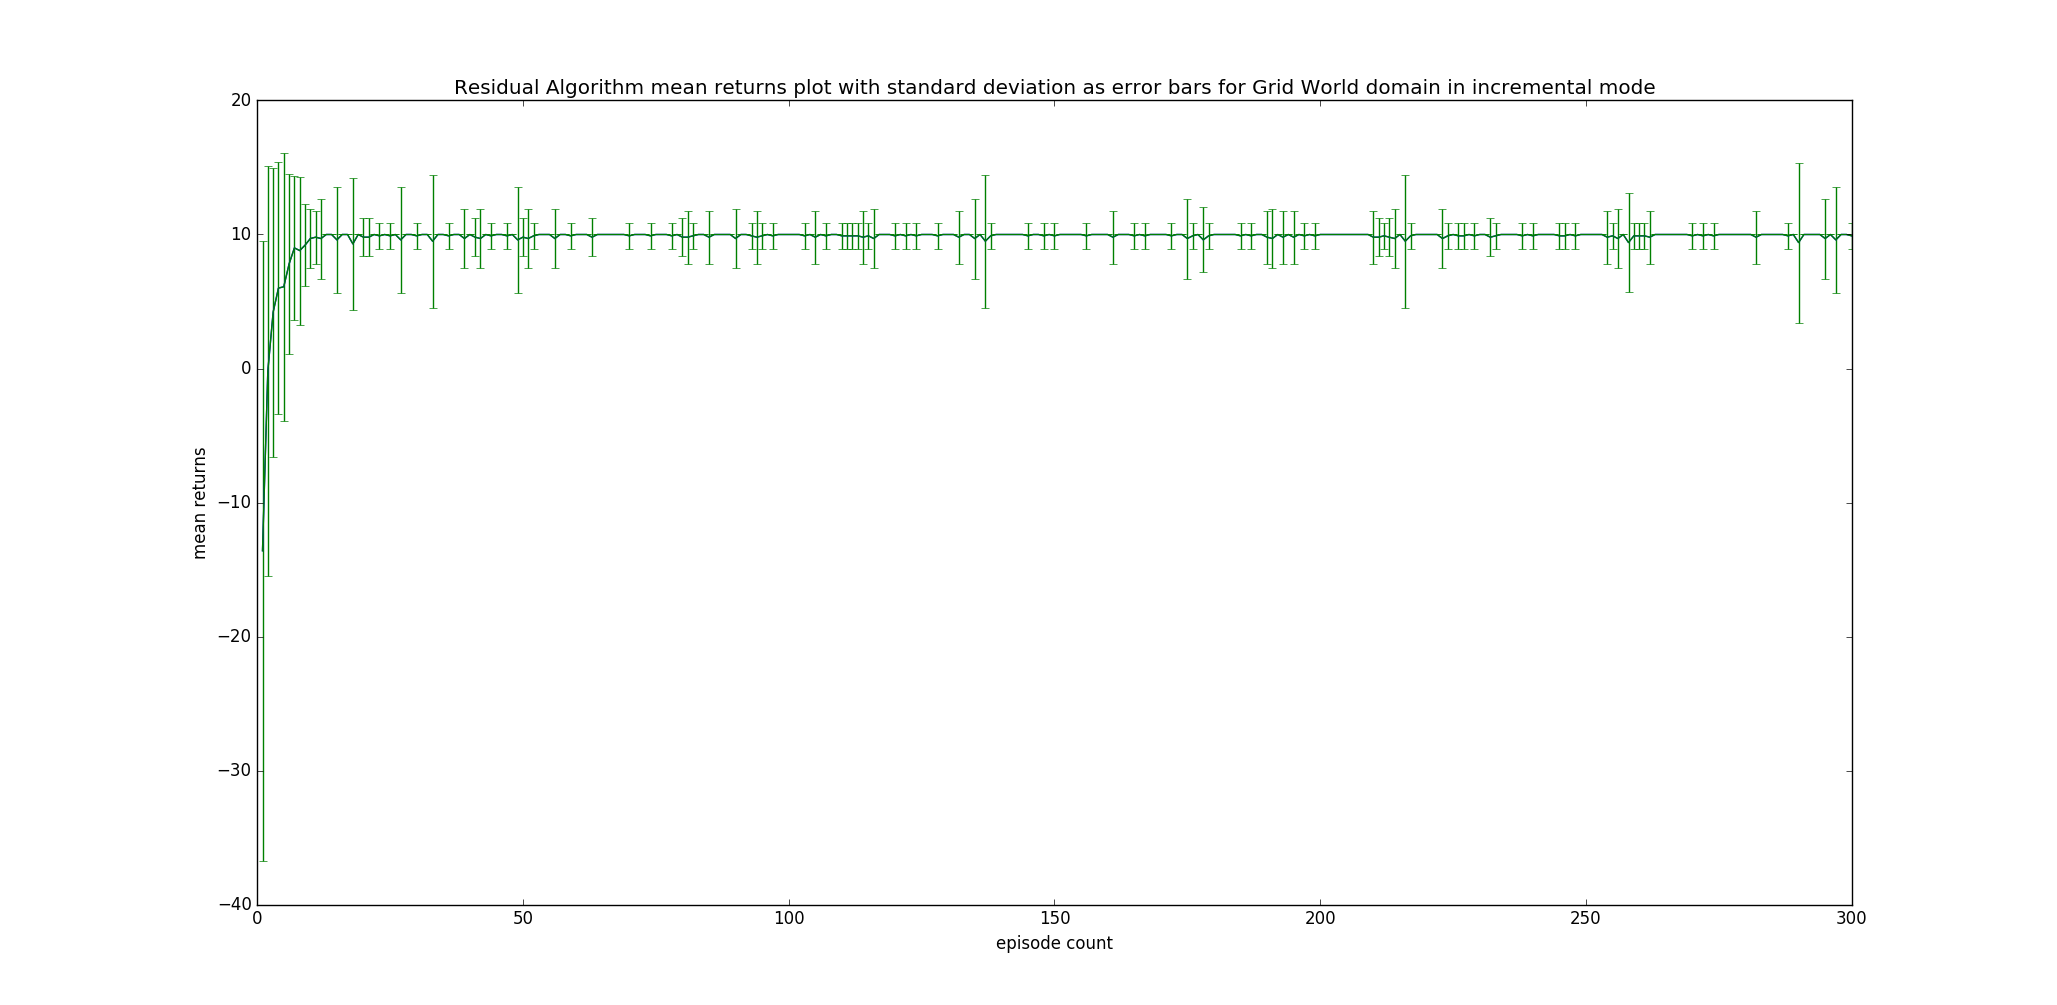 Residual Algorithm mean returns plot with standard deviation as error bars for Grid World domain in incremental mode
20
10
0
−10
−20
−30
−40
mean returns
0 50 100 150 200 250 300
episode count